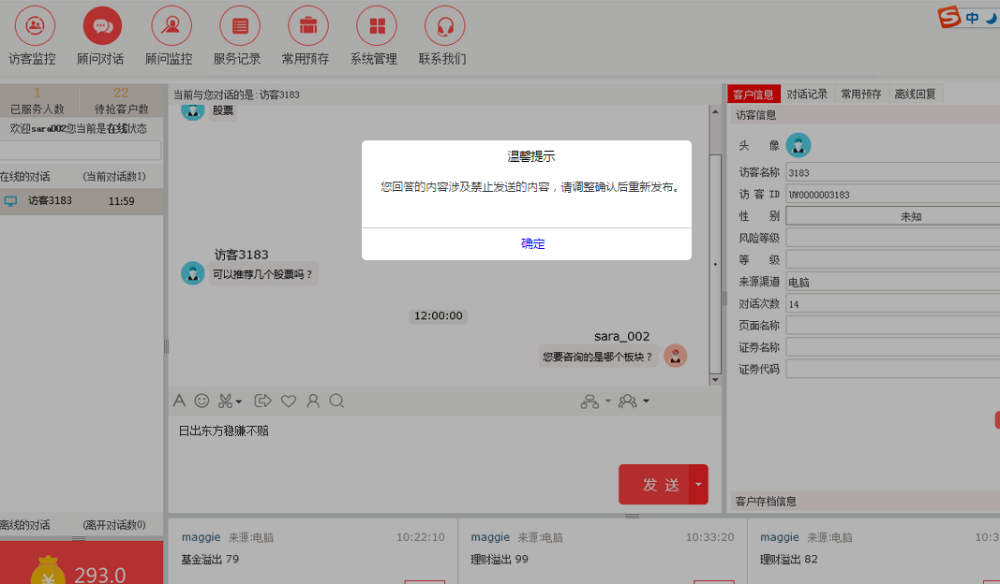 访客监控 顾问对话 顾问监控 服务记录 常用预存 系统管理 联系我们
S 中
1 22
已服务人数 待抢客户数
欢迎sara002您当前是在线状态
在线的对话 (当前对话数1)
访客3183 11:59
离线的对话 (离开对话数0)
293.0
当前与您对话的是:访客3183
股票
温馨提示
您回答的内容涉及禁止发送的内容，请调整确认后重新发布。
确定
访客3183
可以推荐几个股票吗？
12:00:00
sara_002
您要咨询的是哪个板块？
日出东方稳赚不赔
发 送
客户信息 对话记录 常用预存 离线回复
访客信息
头 像
访客名称 3183
访 客 ID UW0000003183
性 别 未知
风险等级
等 级
来源渠道 电脑
对话次数 14
页面名称
证券名称
证券代码
客户存档信息
maggie 来源:电脑 10:22:10
基金溢出 79
maggie 来源:电脑 10:33:20
理财溢出 99
maggie 来源:电脑 10:3
理财溢出 82